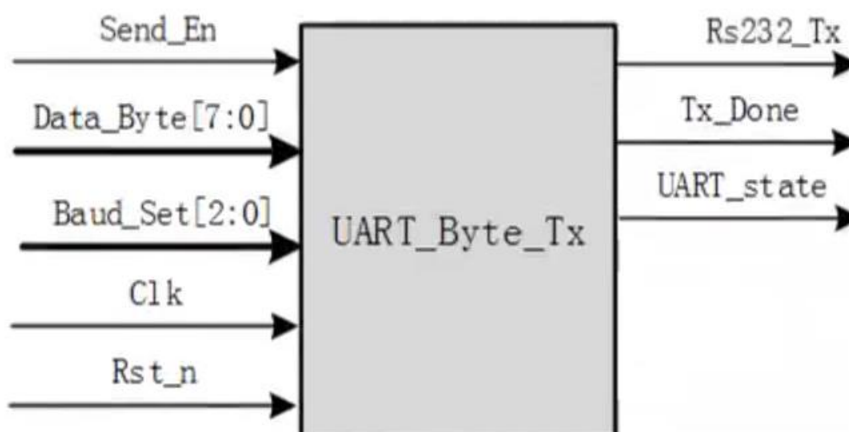 Send_En
Data_Byte[7:0]
Baud_Set[2:0]
Clk
Rst_n
UART_Byte_Tx
Rs232_Tx
Tx_Done
UART_state